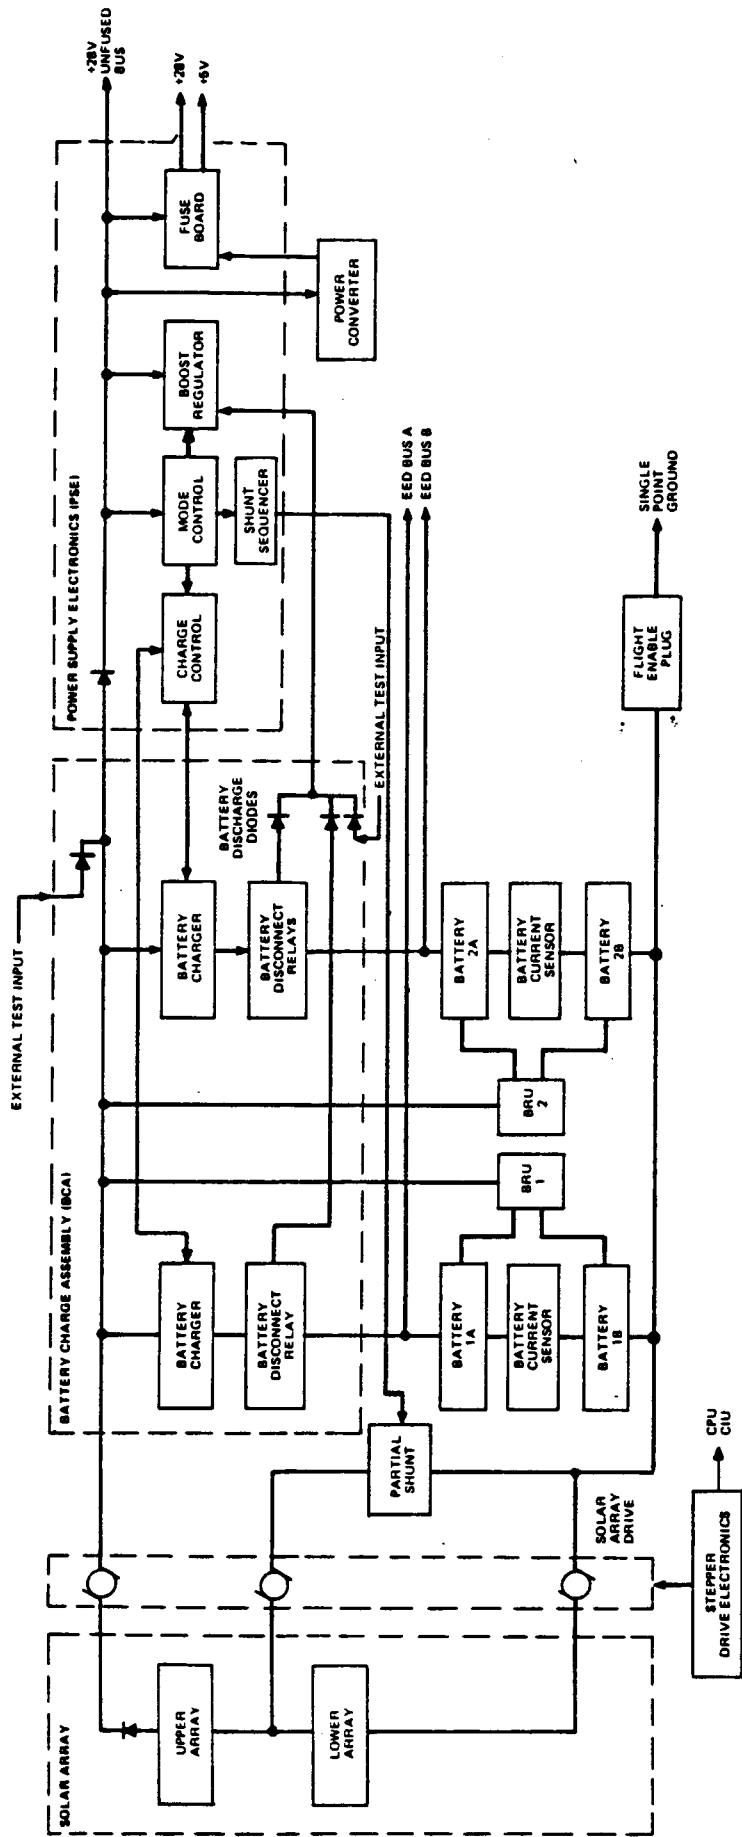 SOLAR ARRAY
UPPER
ARRAY
LOWER
ARRAY
SOLAR
ARRAY
DRIVE
STEPPER
DRIVE ELECTRONICS
CPU
CIU
PARTIAL
SHUNT
BATTERY CHARGE ASSEMBLY (BCA)
BATTERY
CHARGER
BATTERY
DISCONNECT
RELAY
BATTERY
1A
BATTERY
CURRENT
SENSOR
BATTERY
1B
BRU
1
BRU
2
EXTERNAL TEST INPUT
BATTERY
CHARGER
BATTERY
DISCONNECT
RELAYS
BATTERY
DISCHARGE
DIODES
EXTERNAL TEST INPUT
BATTERY
2A
BATTERY
CURRENT
SENSOR
BATTERY
2B
POWER SUPPLY ELECTRONICS (PSE)
CHARGE
CONTROL
MODE
CONTROL
SHUNT
SEQUENCER
BOOST
REGULATOR
FUSE
BOARD
POWER
CONVERTER
EED BUS A
EED BUS B
FLIGHT
ENABLE
PLUG
SINGLE
POINT
GROUND
+28V
UNFUSED
BUS
+28V
+5V